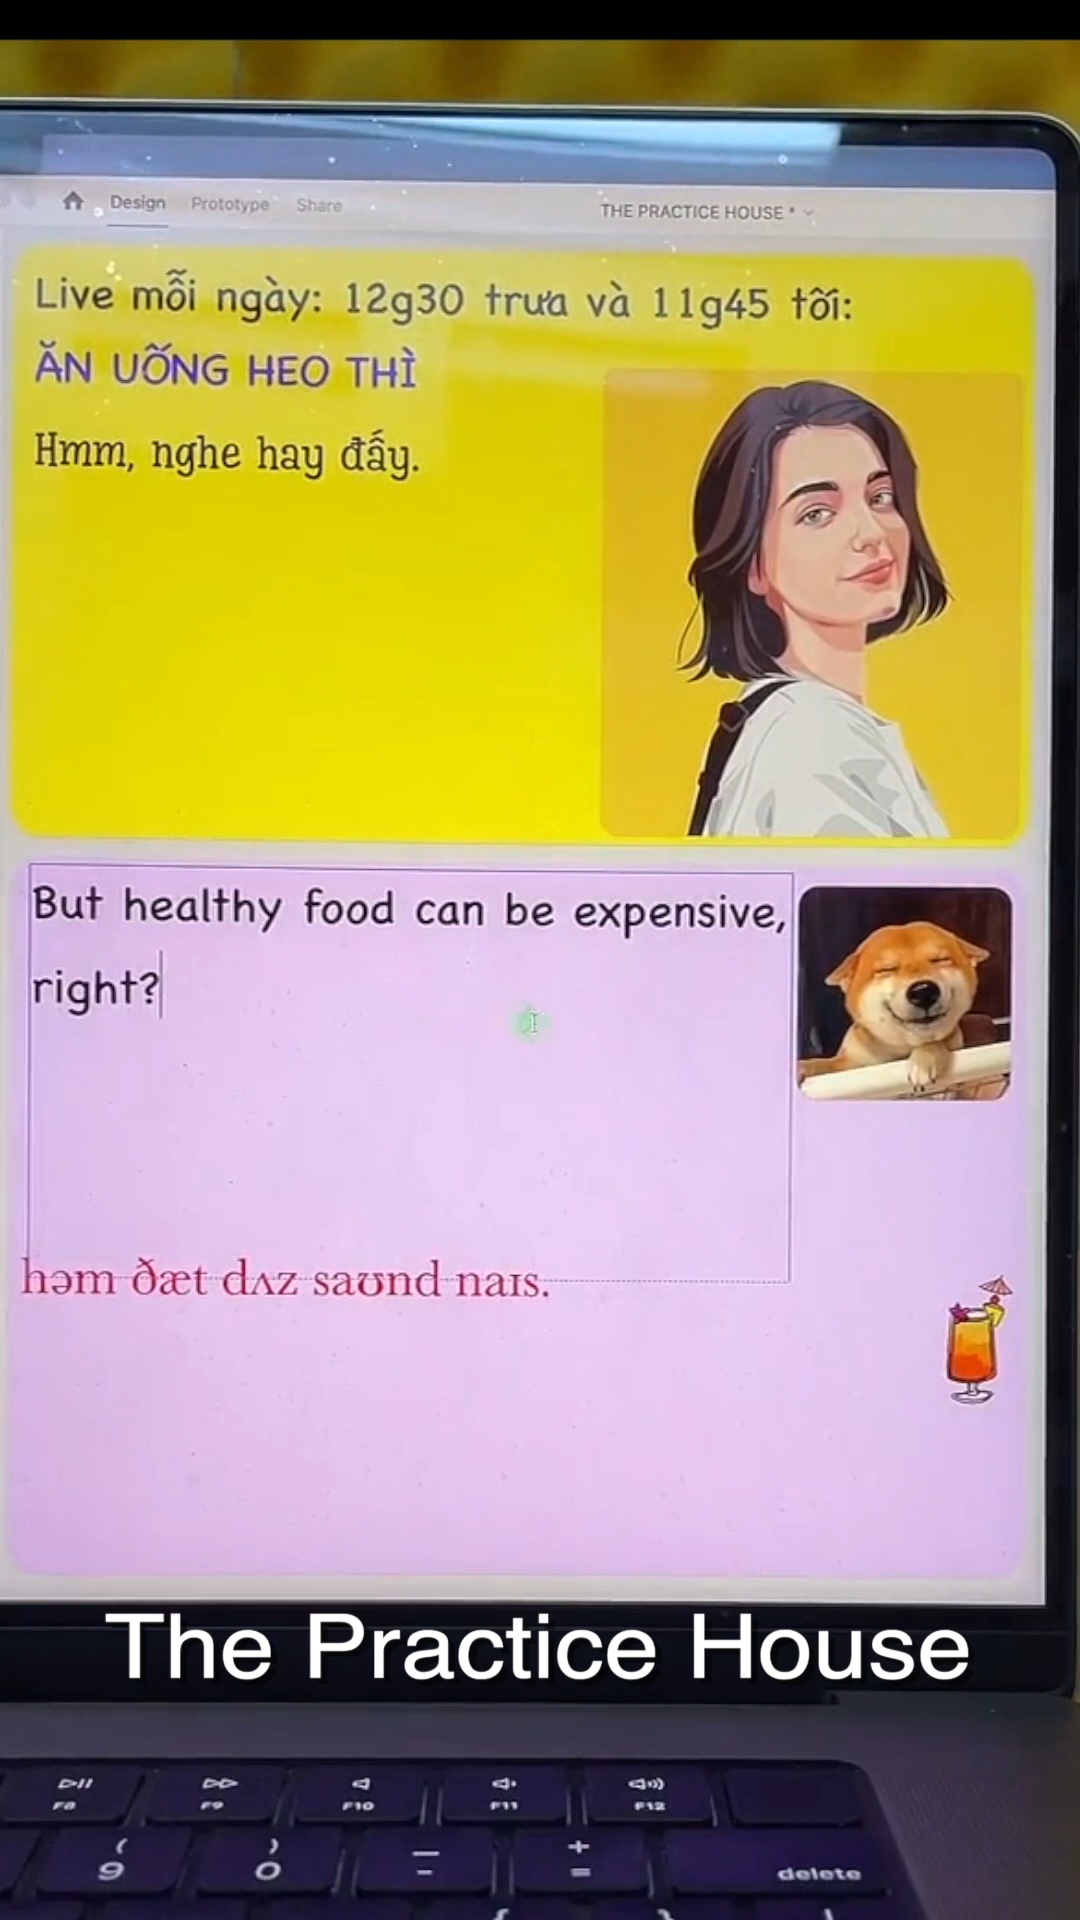 Design Prototype Share THE PRACTICE HOUSE *
Live mỗi ngày: 12g30 trưa và 11g45 tối:
ĂN UỐNG HEO THÌ
Hmm, nghe hay đấy.
But healthy food can be expensive,
right?
həm ðæt dʌz saʊnd naɪs.
The Practice House
F8 F9 F10 F11 F12
( ) — +
9 0 - = delete